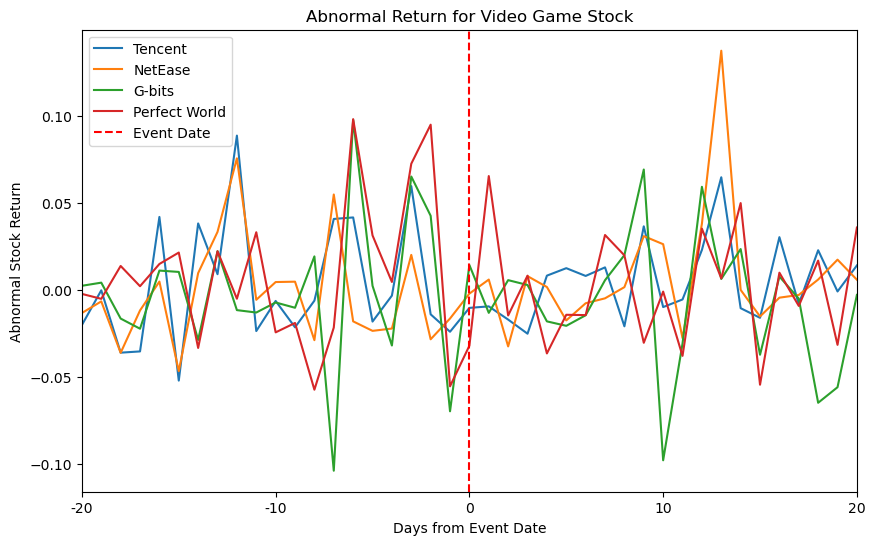 Abnormal Return for Video Game Stock
Tencent
NetEase
G-bits
Perfect World
Event Date
Abnormal Stock Return
0.10
0.05
0.00
−0.05
−0.10
-20
-10
0
10
20
Days from Event Date